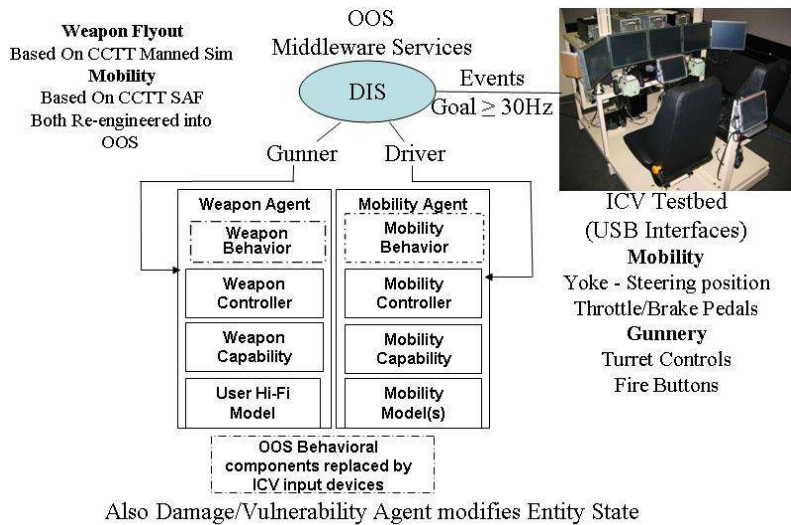 Weapon Flyout
Based On CCTT Manned Sim
Mobility
Based On CCTT SAF
Both Re-engineered into
OOS
OOS
Middleware Services
DIS
Events
Goal ≥ 30Hz
Gunner
Driver
Weapon Agent
Weapon
Behavior
Weapon
Controller
Weapon
Capability
User Hi-Fi
Model
Mobility Agent
Mobility
Behavior
Mobility
Controller
Mobility
Capability
Mobility
Model(s)
OOS Behavioral
components replaced by
ICV input devices
ICV Testbed
(USB Interfaces)
Mobility
Yoke - Steering position
Throttle/Brake Pedals
Gunnery
Turret Controls
Fire Buttons
Also Damage/Vulnerability Agent modifies Entity State